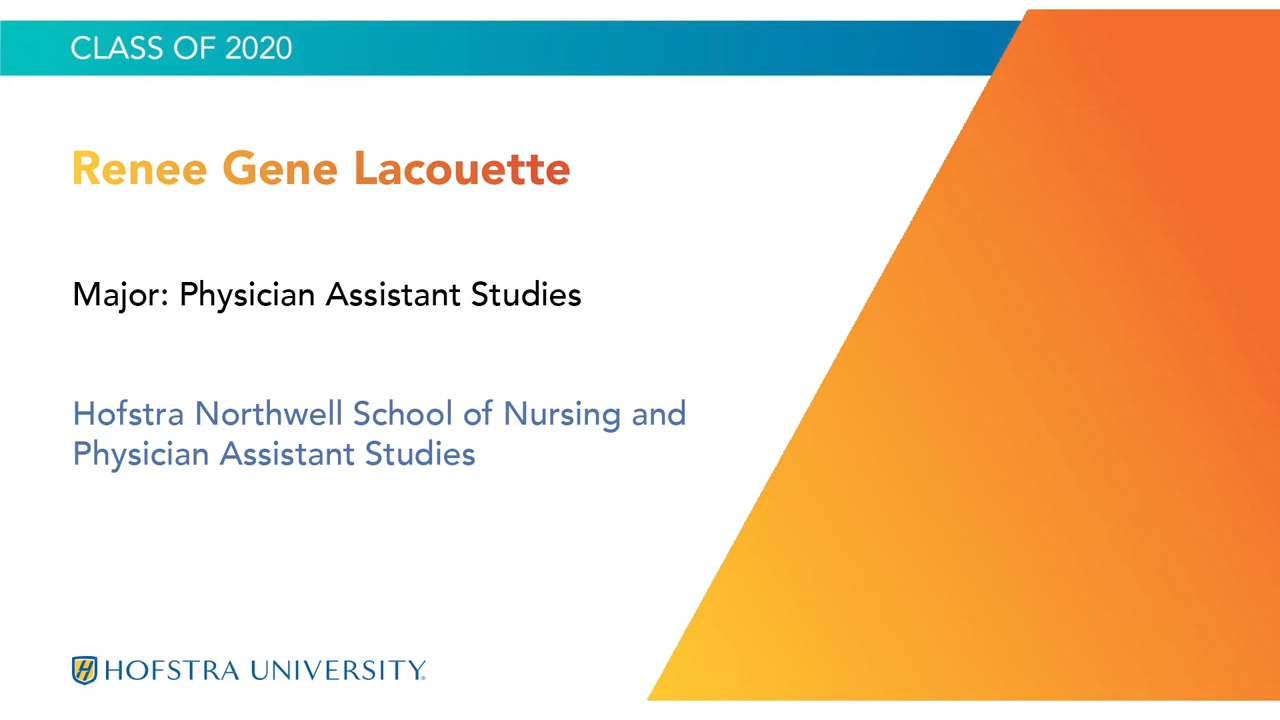 CLASS OF 2020
Renee Gene Lacouette
Major: Physician Assistant Studies
Hofstra Northwell School of Nursing and
Physician Assistant Studies
H HOFSTRA UNIVERSITY®